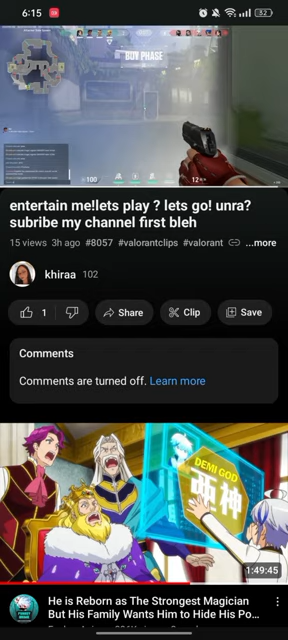 6:15
52
BUY PHASE
100
12
entertain me!lets play ? lets go! unra?
subribe my channel first bleh
15 views 3h ago #8057 #valorantclips #valorant ...more
khiraa 102
1
Share
Clip
Save
Comments
Comments are turned off. Learn more
DEMI GOD
神
1:49:45
He is Reborn as The Strongest Magician
But His Family Wants Him to Hide His Po...